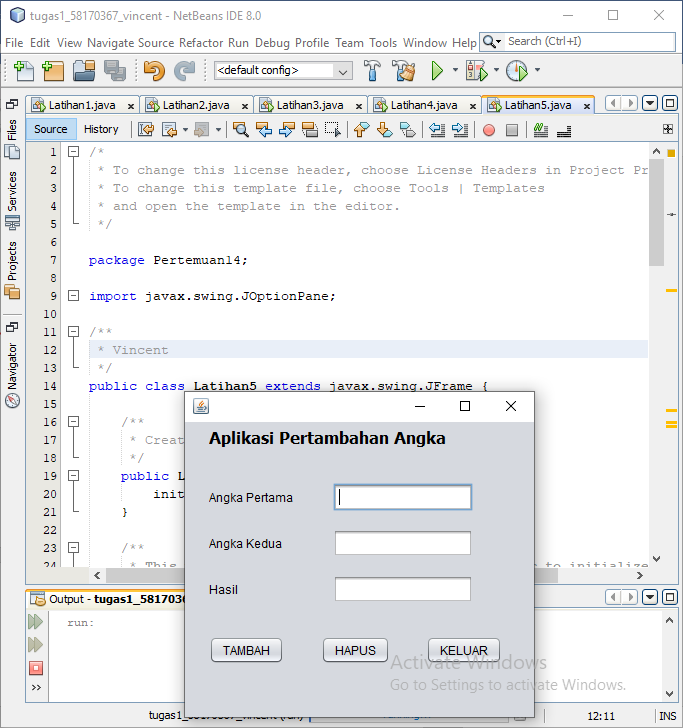 tugas1_58170367_vincent - NetBeans IDE 8.0
File Edit View Navigate Source Refactor Run Debug Profile Team Tools Window Help Search (Ctrl+I)
<default config>
Latihan1.java Latihan2.java Latihan3.java Latihan4.java Latihan5.java
Source History
Files
Services
Projects
Navigator
1 /*
2 * To change this license header, choose License Headers in Project Pr
3 * To change this template file, choose Tools | Templates
4 * and open the template in the editor.
5 */
6
7 package Pertemuan14;
8
9 import javax.swing.JOptionPane;
10
11 /**
12 * Vincent
13 */
14 public class Latihan5 extends javax.swing.JFrame {
15
16 /**
17 * Creat
18 */
19 public L
20 init
21 }
22
23 /**
24 * This to initialize
Aplikasi Pertambahan Angka
Angka Pertama
Angka Kedua
Hasil
TAMBAH HAPUS KELUAR
Output - tugas1_5817036
run:
Activate Windows
Go to Settings to activate Windows.
tugas1_58170367_vincent (run)
12:11 INS